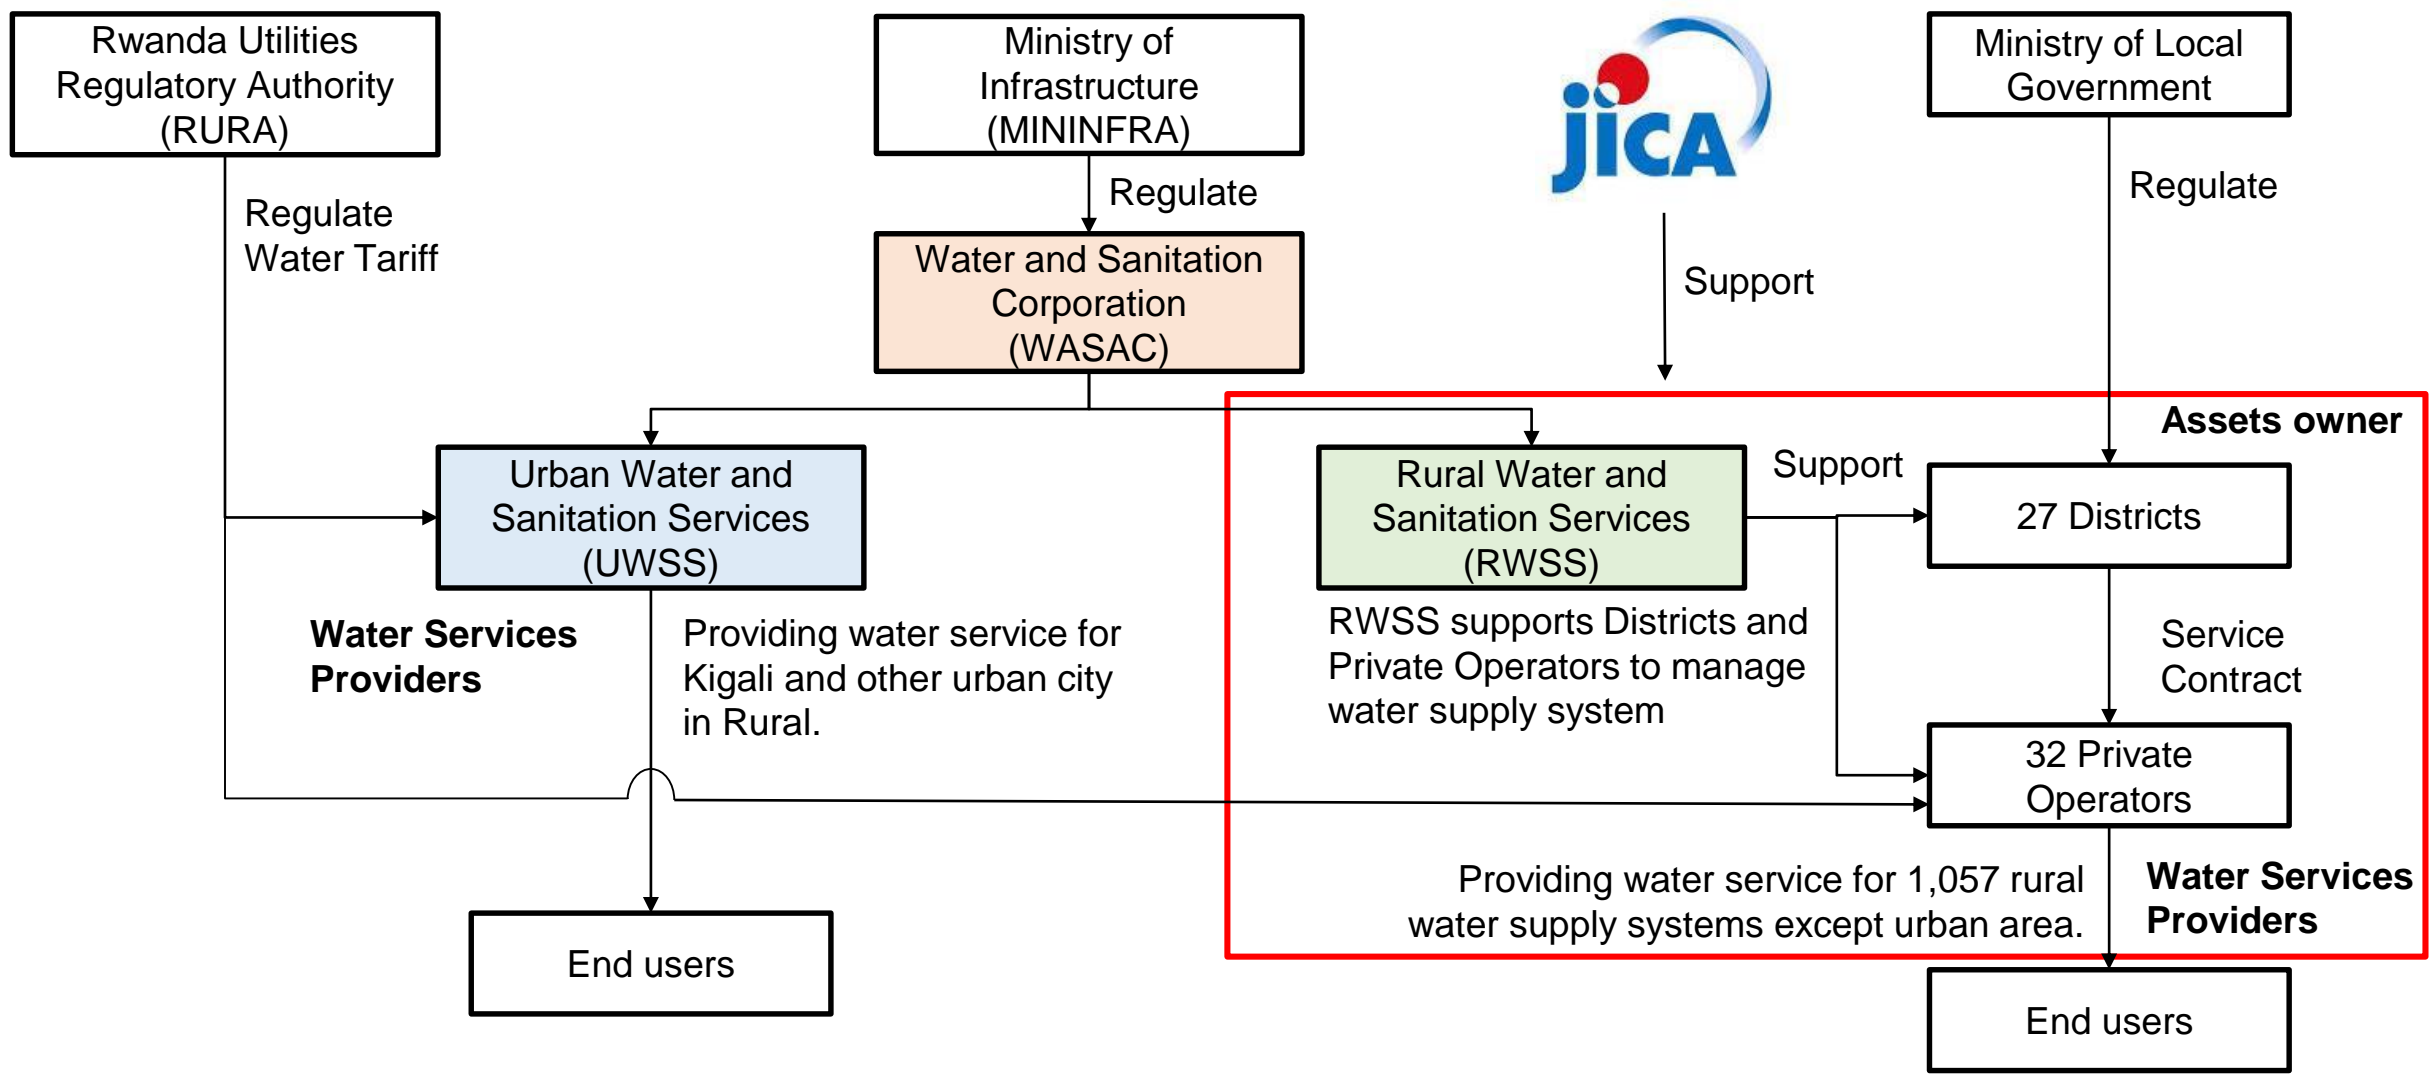 Rwanda Utilities
Regulatory Authority
(RURA)
Ministry of
Infrastructure
(MININFRA)
jICA
Ministry of Local
Government
Regulate
Water Tariff
Regulate
Support
Regulate
Water and Sanitation
Corporation
(WASAC)
Assets owner
Urban Water and
Sanitation Services
(UWSS)
Rural Water and
Sanitation Services
(RWSS)
Support
27 Districts
Water Services
Providers
Providing water service for
Kigali and other urban city
in Rural.
RWSS supports Districts and
Private Operators to manage
water supply system
Service
Contract
32 Private
Operators
Providing water service for 1,057 rural
water supply systems except urban area.
Water Services
Providers
End users
End users